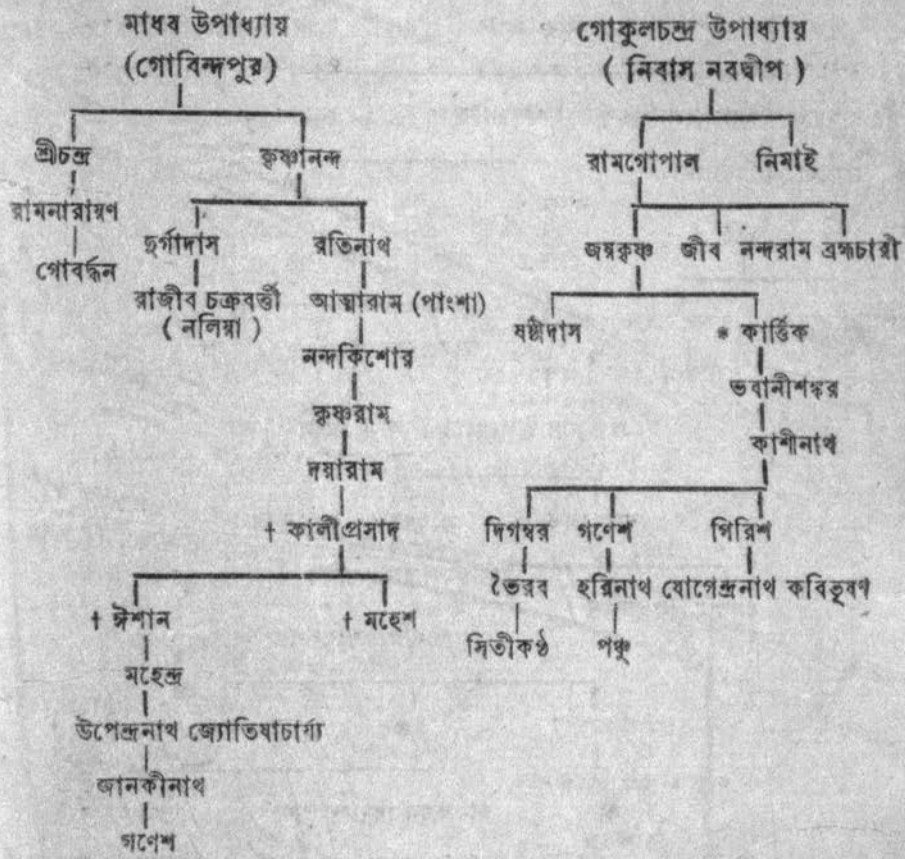 মাধব উপাধ্যায়
(গোবিন্দপুর)
শ্রীচন্দ্র
কৃষ্ণানন্দ
রামনারায়ণ
গোবর্দ্ধন
দুর্গাদাস
রাজীব চক্রবর্ত্তী
( নলিয়া )
রতিনাথ
আত্মারাম (পাংশা)
নন্দকিশোর
কৃষ্ণরাম
দয়ারাম
† কালীপ্রসাদ
† ঈশান
† মহেশ
মহেন্দ্র
উপেন্দ্রনাথ জ্যোতিষাচার্য্য
জানকীনাথ
গণেশ
গোকুলচন্দ্র উপাধ্যায়
( নিবাস নবদ্বীপ )
রামগোপাল
নিমাই
জয়কৃষ্ণ
জীব
নন্দরাম ব্রহ্মচারী
ষষ্ঠীদাস
* কার্ত্তিক
ভবানীশঙ্কর
কাশীনাথ
দিগম্বর
গণেশ
গিরিশ
ভৈরব
হরিনাথ
যোগেন্দ্রনাথ কবিভূষণ
সিতীকণ্ঠ
পঞ্চু